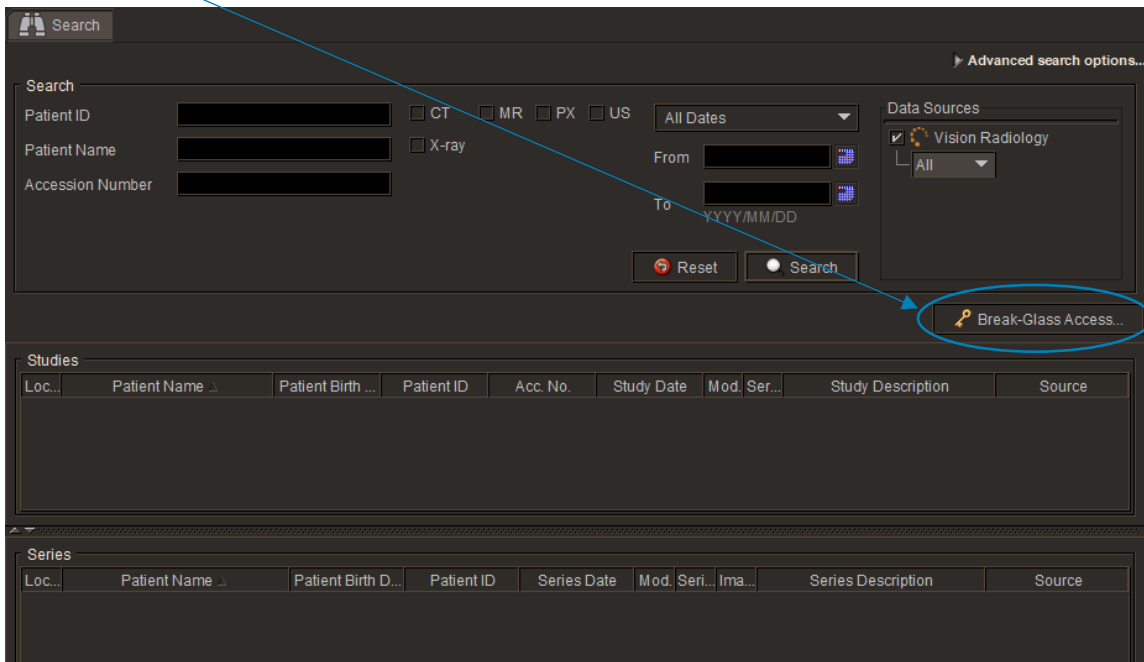 Search
Advanced search options...
Search
Patient ID
CT MR PX US
All Dates
Data Sources
Patient Name
X-ray
From
Vision Radiology
All
Accession Number
To
YYYY/MM/DD
Reset Search
Break-Glass Access...
Studies
Loc... Patient Name Patient Birth ... Patient ID Acc. No. Study Date Mod. Ser... Study Description Source
Series
Loc... Patient Name Patient Birth D... Patient ID Series Date Mod. Seri... Ima... Series Description Source